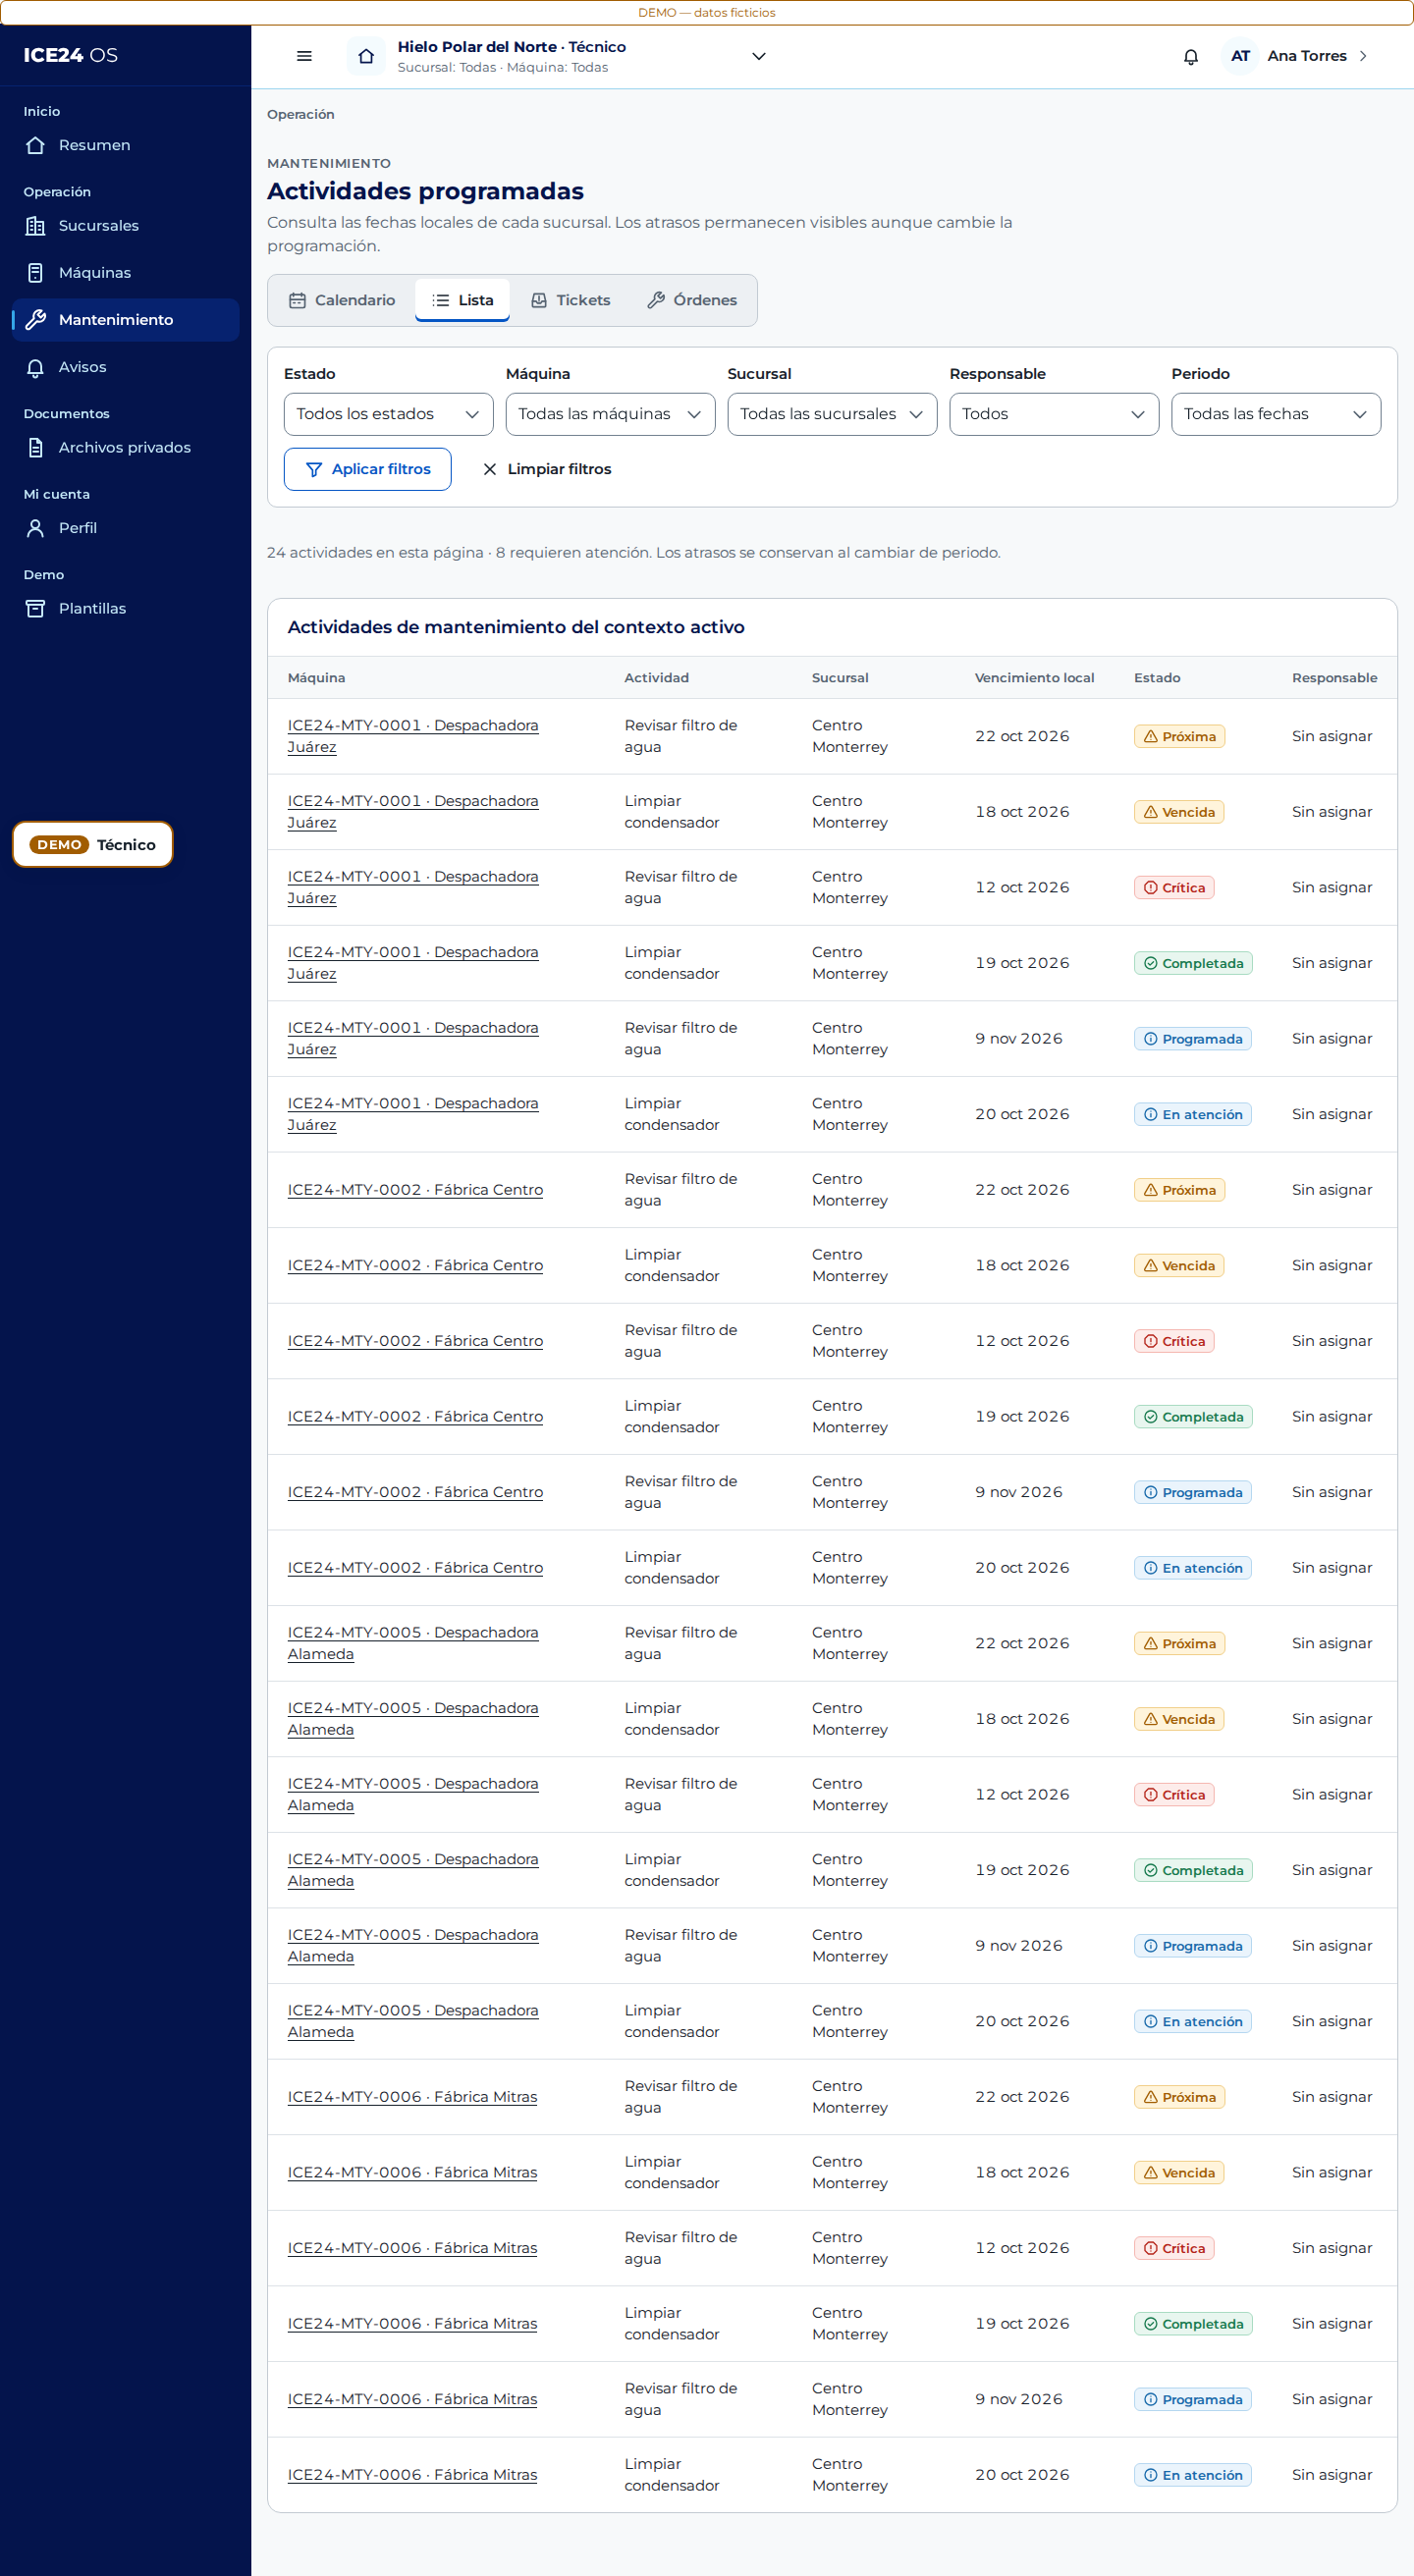 DEMO — datos ficticios
ICE24 OS
Inicio
Resumen
Operación
Sucursales
Máquinas
Mantenimiento
Avisos
Documentos
Archivos privados
Mi cuenta
Perfil
Demo
Plantillas
DEMO Técnico
Hielo Polar del Norte · Técnico
Sucursal: Todas · Máquina: Todas
AT Ana Torres
Operación
MANTENIMIENTO
Actividades programadas
Consulta las fechas locales de cada sucursal. Los atrasos permanecen visibles aunque cambie la
programación.
Calendario Lista Tickets Órdenes
Estado Máquina Sucursal Responsable Periodo
Todos los estados Todas las máquinas Todas las sucursales Todos Todas las fechas
Aplicar filtros Limpiar filtros
24 actividades en esta página · 8 requieren atención. Los atrasos se conservan al cambiar de periodo.
Actividades de mantenimiento del contexto activo
Máquina Actividad Sucursal Vencimiento local Estado Responsable
ICE24-MTY-0001 · Despachadora Revisar filtro de Centro
Juárez agua Monterrey 22 oct 2026 Próxima Sin asignar
ICE24-MTY-0001 · Despachadora Limpiar Centro
Juárez condensador Monterrey 18 oct 2026 Vencida Sin asignar
ICE24-MTY-0001 · Despachadora Revisar filtro de Centro
Juárez agua Monterrey 12 oct 2026 Crítica Sin asignar
ICE24-MTY-0001 · Despachadora Limpiar Centro
Juárez condensador Monterrey 19 oct 2026 Completada Sin asignar
ICE24-MTY-0001 · Despachadora Revisar filtro de Centro
Juárez agua Monterrey 9 nov 2026 Programada Sin asignar
ICE24-MTY-0001 · Despachadora Limpiar Centro
Juárez condensador Monterrey 20 oct 2026 En atención Sin asignar
ICE24-MTY-0002 · Fábrica Centro Revisar filtro de Centro
agua Monterrey 22 oct 2026 Próxima Sin asignar
ICE24-MTY-0002 · Fábrica Centro Limpiar Centro
condensador Monterrey 18 oct 2026 Vencida Sin asignar
ICE24-MTY-0002 · Fábrica Centro Revisar filtro de Centro
agua Monterrey 12 oct 2026 Crítica Sin asignar
ICE24-MTY-0002 · Fábrica Centro Limpiar Centro
condensador Monterrey 19 oct 2026 Completada Sin asignar
ICE24-MTY-0002 · Fábrica Centro Revisar filtro de Centro
agua Monterrey 9 nov 2026 Programada Sin asignar
ICE24-MTY-0002 · Fábrica Centro Limpiar Centro
condensador Monterrey 20 oct 2026 En atención Sin asignar
ICE24-MTY-0005 · Despachadora Revisar filtro de Centro
Alameda agua Monterrey 22 oct 2026 Próxima Sin asignar
ICE24-MTY-0005 · Despachadora Limpiar Centro
Alameda condensador Monterrey 18 oct 2026 Vencida Sin asignar
ICE24-MTY-0005 · Despachadora Revisar filtro de Centro
Alameda agua Monterrey 12 oct 2026 Crítica Sin asignar
ICE24-MTY-0005 · Despachadora Limpiar Centro
Alameda condensador Monterrey 19 oct 2026 Completada Sin asignar
ICE24-MTY-0005 · Despachadora Revisar filtro de Centro
Alameda agua Monterrey 9 nov 2026 Programada Sin asignar
ICE24-MTY-0005 · Despachadora Limpiar Centro
Alameda condensador Monterrey 20 oct 2026 En atención Sin asignar
ICE24-MTY-0006 · Fábrica Mitras Revisar filtro de Centro
agua Monterrey 22 oct 2026 Próxima Sin asignar
ICE24-MTY-0006 · Fábrica Mitras Limpiar Centro
condensador Monterrey 18 oct 2026 Vencida Sin asignar
ICE24-MTY-0006 · Fábrica Mitras Revisar filtro de Centro
agua Monterrey 12 oct 2026 Crítica Sin asignar
ICE24-MTY-0006 · Fábrica Mitras Limpiar Centro
condensador Monterrey 19 oct 2026 Completada Sin asignar
ICE24-MTY-0006 · Fábrica Mitras Revisar filtro de Centro
agua Monterrey 9 nov 2026 Programada Sin asignar
ICE24-MTY-0006 · Fábrica Mitras Limpiar Centro
condensador Monterrey 20 oct 2026 En atención Sin asignar